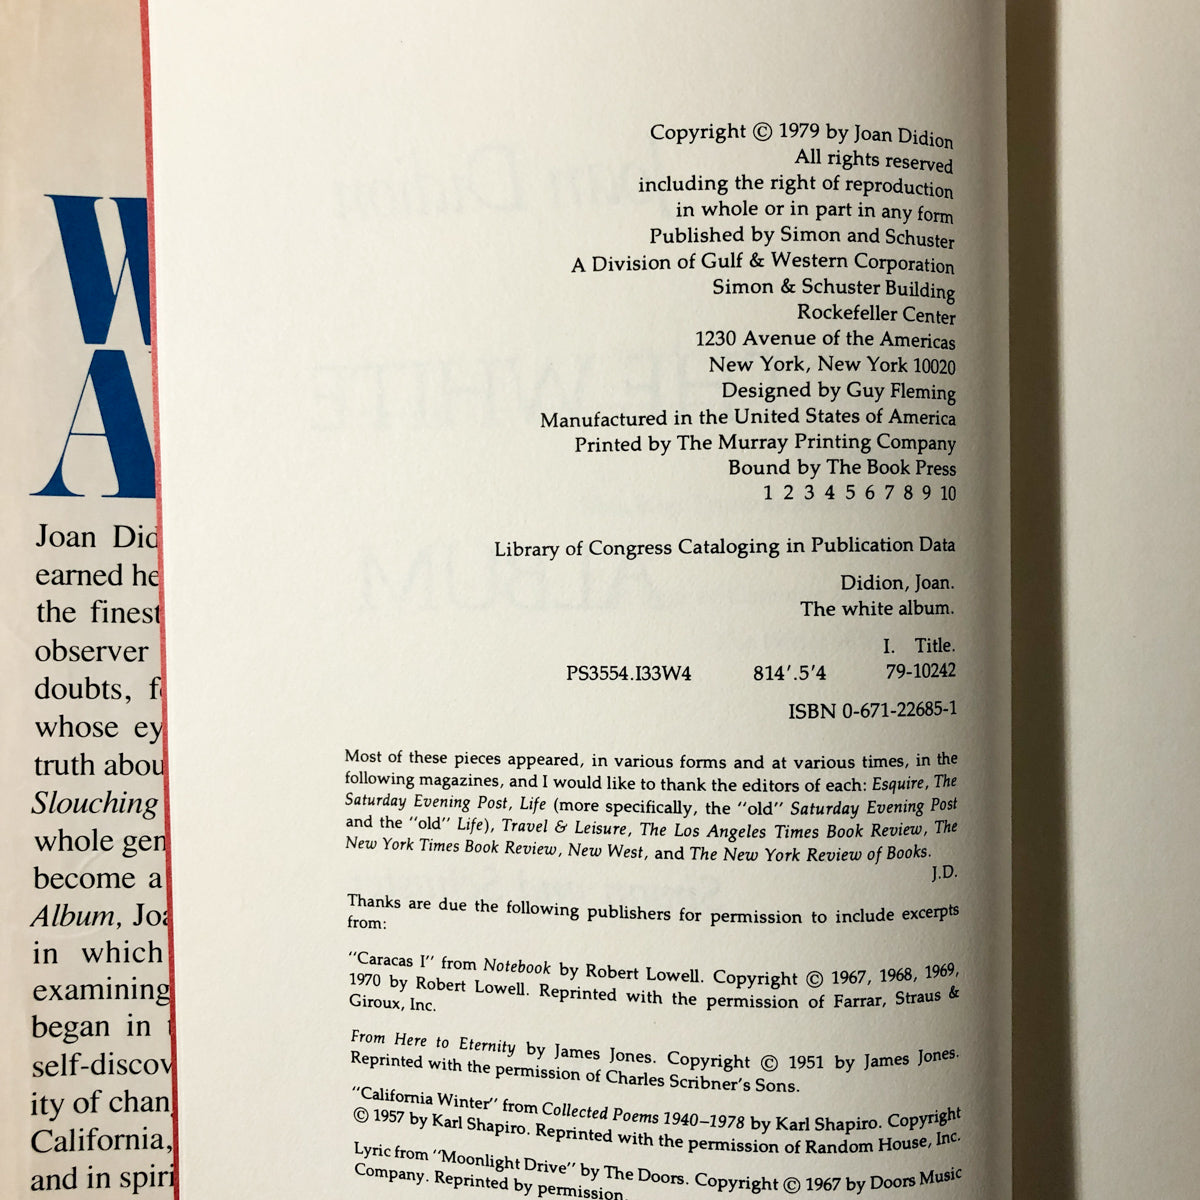 W
A
Joan Did
earned he
the finest
observer
doubts, f
whose ey
truth abou
Slouching
whole gen
become a
Album, Joa
in which
examining
began in t
self-discov
ity of chan
California,
and in spiri
Copyright © 1979 by Joan Didion
All rights reserved
including the right of reproduction
in whole or in part in any form
Published by Simon and Schuster
A Division of Gulf & Western Corporation
Simon & Schuster Building
Rockefeller Center
1230 Avenue of the Americas
New York, New York 10020
Designed by Guy Fleming
Manufactured in the United States of America
Printed by The Murray Printing Company
Bound by The Book Press
1 2 3 4 5 6 7 8 9 10
Library of Congress Cataloging in Publication Data
Didion, Joan.
The white album.
I. Title.
PS3554.I33W4 814'.5'4 79-10242
ISBN 0-671-22685-1
Most of these pieces appeared, in various forms and at various times, in the
following magazines, and I would like to thank the editors of each: Esquire, The
Saturday Evening Post, Life (more specifically, the "old" Saturday Evening Post
and the "old" Life), Travel & Leisure, The Los Angeles Times Book Review, The
New York Times Book Review, New West, and The New York Review of Books.
J.D.
Thanks are due the following publishers for permission to include excerpts
from:
"Caracas I" from Notebook by Robert Lowell. Copyright © 1967, 1968, 1969,
1970 by Robert Lowell. Reprinted with the permission of Farrar, Straus &
Giroux, Inc.
From Here to Eternity by James Jones. Copyright © 1951 by James Jones.
Reprinted with the permission of Charles Scribner's Sons.
"California Winter" from Collected Poems 1940–1978 by Karl Shapiro. Copyright
© 1957 by Karl Shapiro. Reprinted with the permission of Random House, Inc.
Lyric from "Moonlight Drive" by The Doors. Copyright © 1967 by Doors Music
Company. Reprinted by permission.